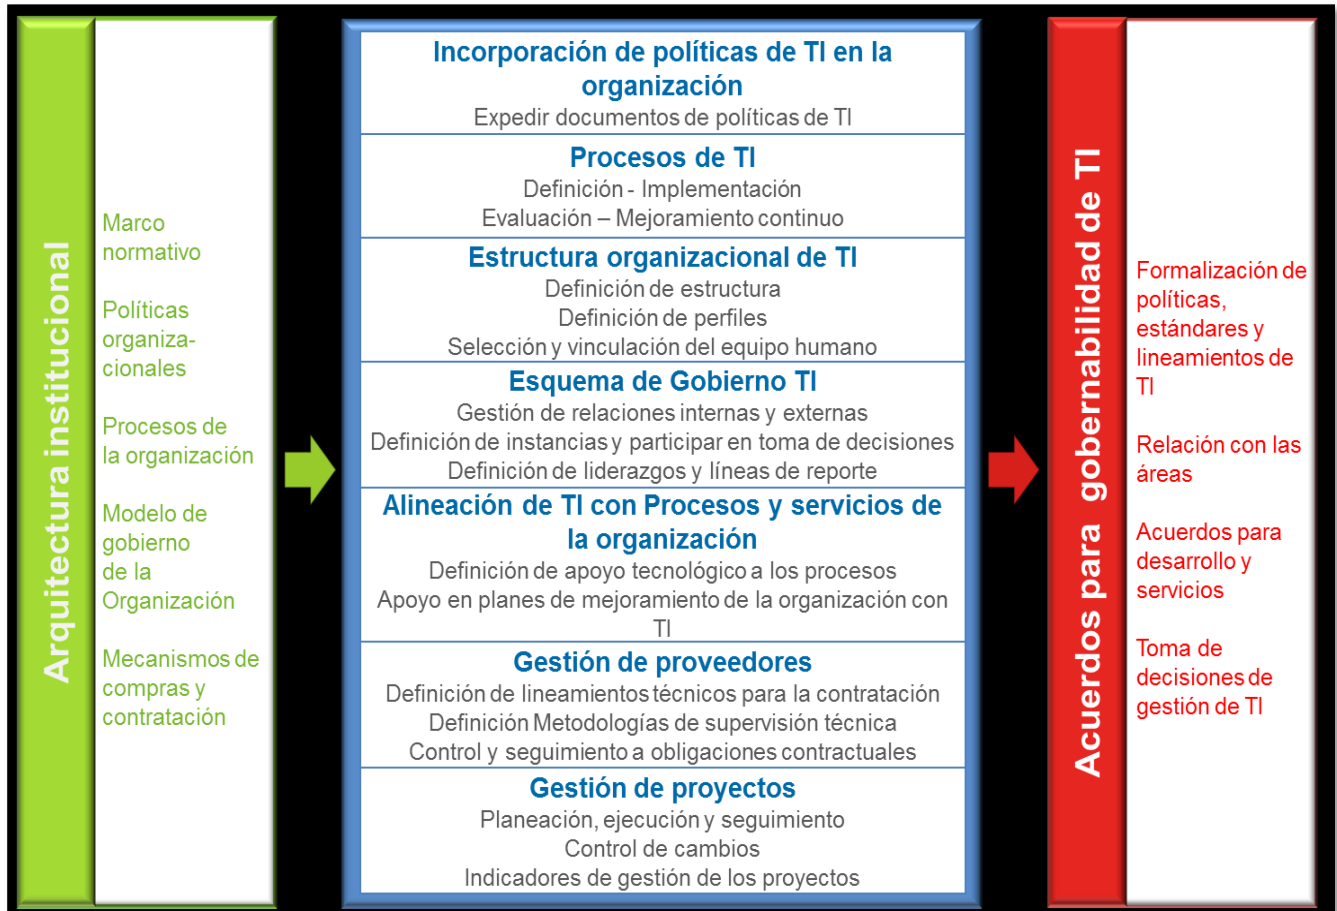 Arquitectura institucional
Marco
normativo
Políticas
organiza-
cionales
Procesos de
la organización
Modelo de
gobierno
de la
Organización
Mecanismos de
compras y
contratación
Incorporación de políticas de TI en la
organización
Expedir documentos de políticas de TI
Procesos de TI
Definición - Implementación
Evaluación – Mejoramiento continuo
Estructura organizacional de TI
Definición de estructura
Definición de perfiles
Selección y vinculación del equipo humano
Esquema de Gobierno TI
Gestión de relaciones internas y externas
Definición de instancias y participar en toma de decisiones
Definición de liderazgos y líneas de reporte
Alineación de TI con Procesos y servicios de
la organización
Definición de apoyo tecnológico a los procesos
Apoyo en planes de mejoramiento de la organización con
TI
Gestión de proveedores
Definición de lineamientos técnicos para la contratación
Definición Metodologías de supervisión técnica
Control y seguimiento a obligaciones contractuales
Gestión de proyectos
Planeación, ejecución y seguimiento
Control de cambios
Indicadores de gestión de los proyectos
Acuerdos para gobernabilidad de TI
Formalización de
políticas,
estándares y
lineamientos de
TI
Relación con las
áreas
Acuerdos para
desarrollo y
servicios
Toma de
decisiones de
gestión de TI